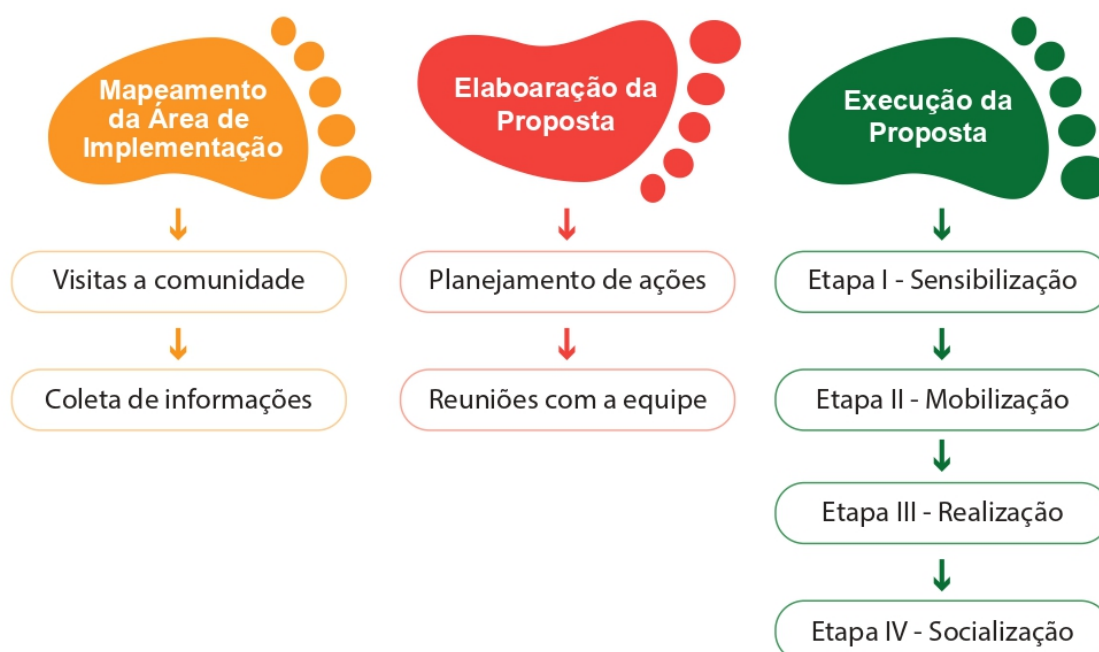 Mapeamento
da Área de
Implementação
Visitas a comunidade
Coleta de informações
Elaboaração da
Proposta
Planejamento de ações
Reuniões com a equipe
Execução da
Proposta
Etapa I - Sensibilização
Etapa II - Mobilização
Etapa III - Realização
Etapa IV - Socialização